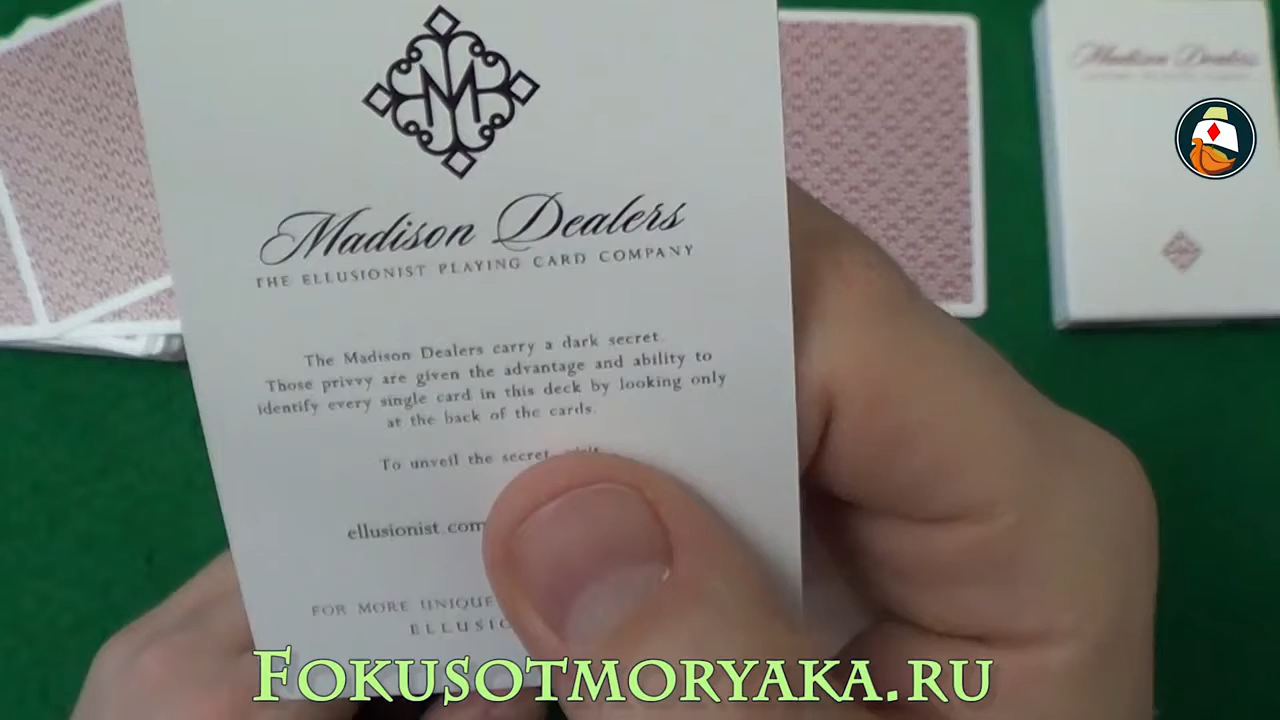 Madison Dealers
Madison Dealers
THE ELLUSIONIST PLAYING CARD COMPANY
The Madison Dealers carry a dark secret.
Those privvy are given the advantage and ability to
identify every single card in this deck by looking only
at the back of the cards.
To unveil the secret
ellusionist.com
FOR MORE UNIQUE
FOKUSOTMORYAKA.RU